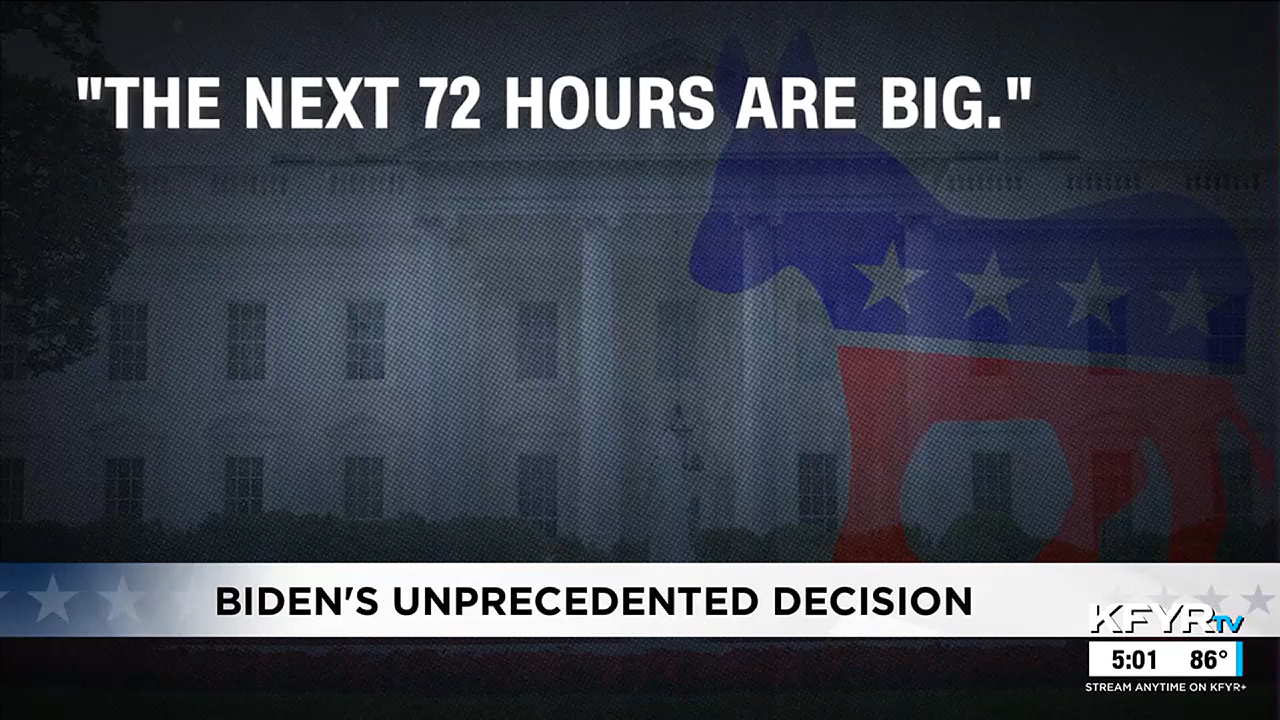 "THE NEXT 72 HOURS ARE BIG."
BIDEN'S UNPRECEDENTED DECISION
KFYRTV
5:01 86°
STREAM ANYTIME ON KFYR+